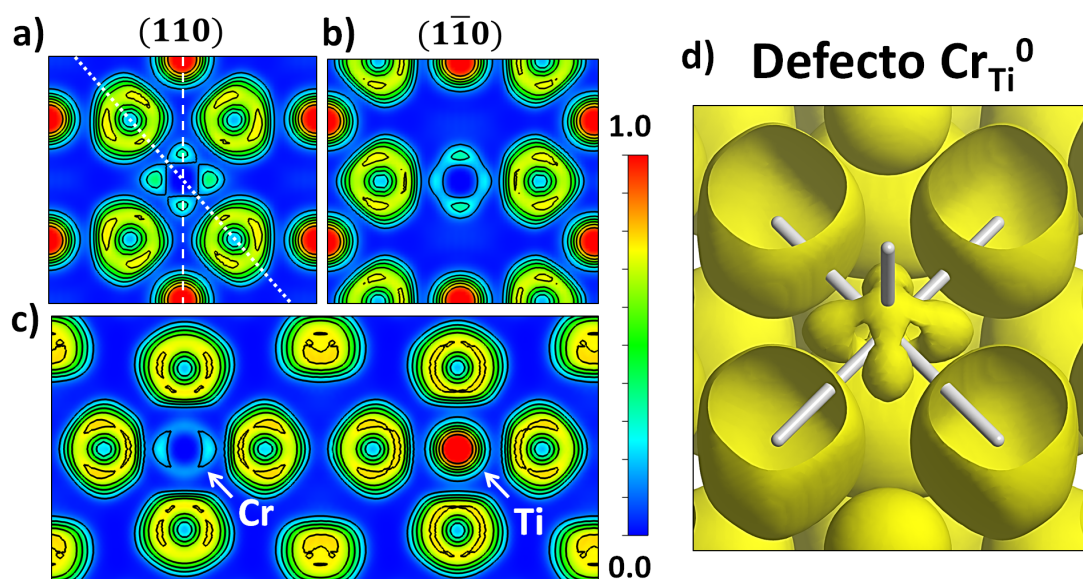 a) (110)
b) (11̅0)
d) Defecto Cr_Ti^0
1.0
c)
Cr
Ti
0.0